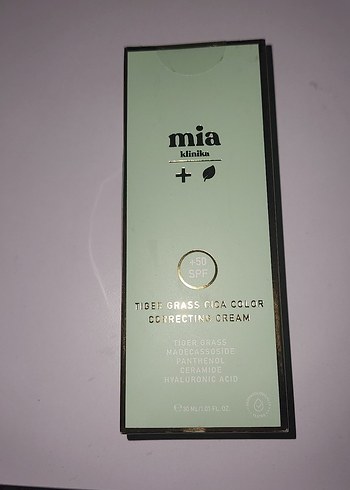 mia
klinika
+50
SPF
TIGER GRASS CICA COLOR
CORRECTING CREAM
TIGER GRASS
MADECASSOSIDE
PANTHENOL
CERAMIDE
HYALURONIC ACID